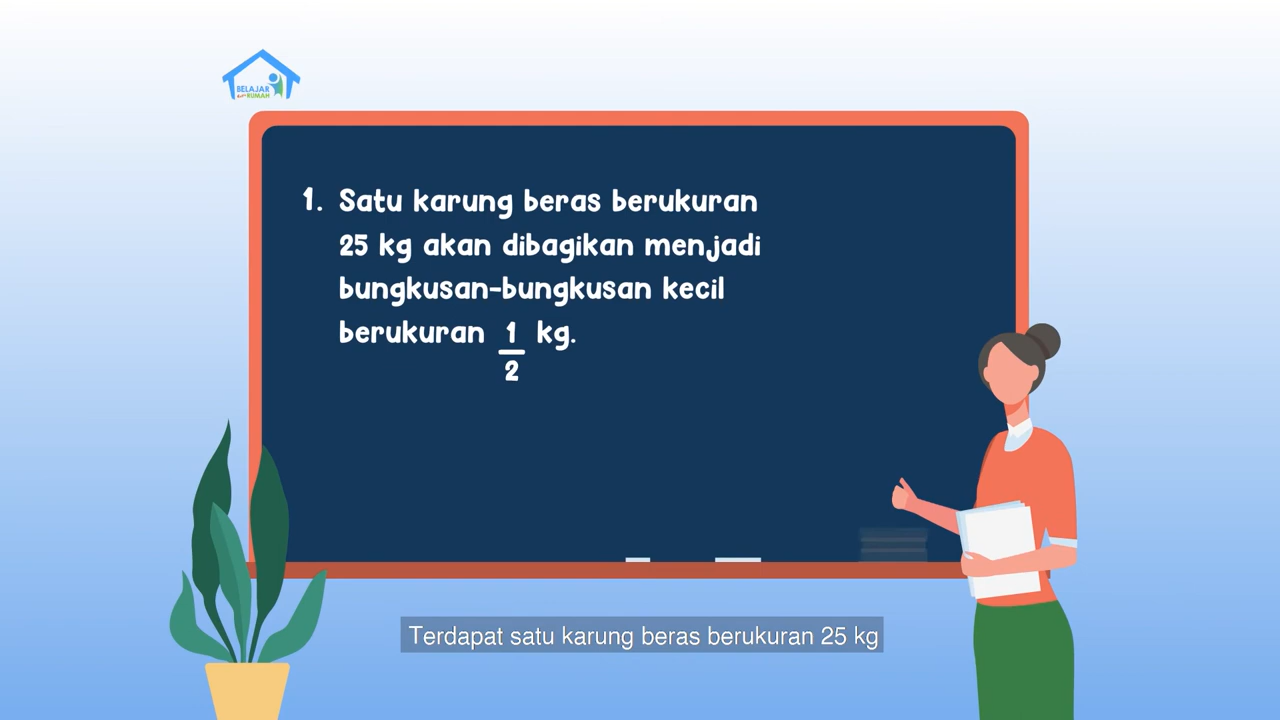 BELAJAR
dari RUMAH
1. Satu karung beras berukuran
25 kg akan dibagikan menjadi
bungkusan-bungkusan kecil
berukuran 1/2 kg.
Terdapat satu karung beras berukuran 25 kg